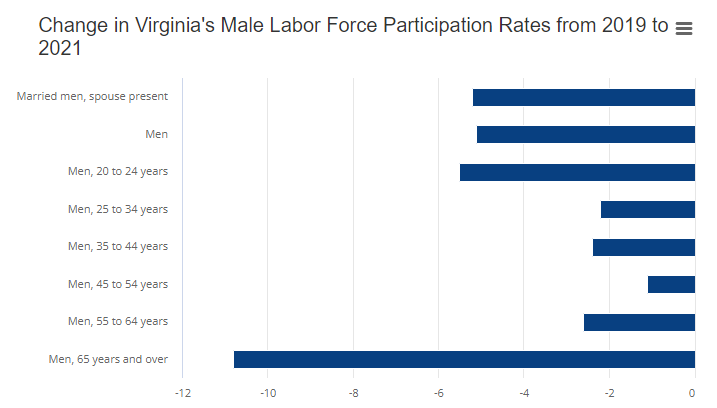 Change in Virginia's Male Labor Force Participation Rates from 2019 to
2021
Married men, spouse present
Men
Men, 20 to 24 years
Men, 25 to 34 years
Men, 35 to 44 years
Men, 45 to 54 years
Men, 55 to 64 years
Men, 65 years and over
-12 -10 -8 -6 -4 -2 0